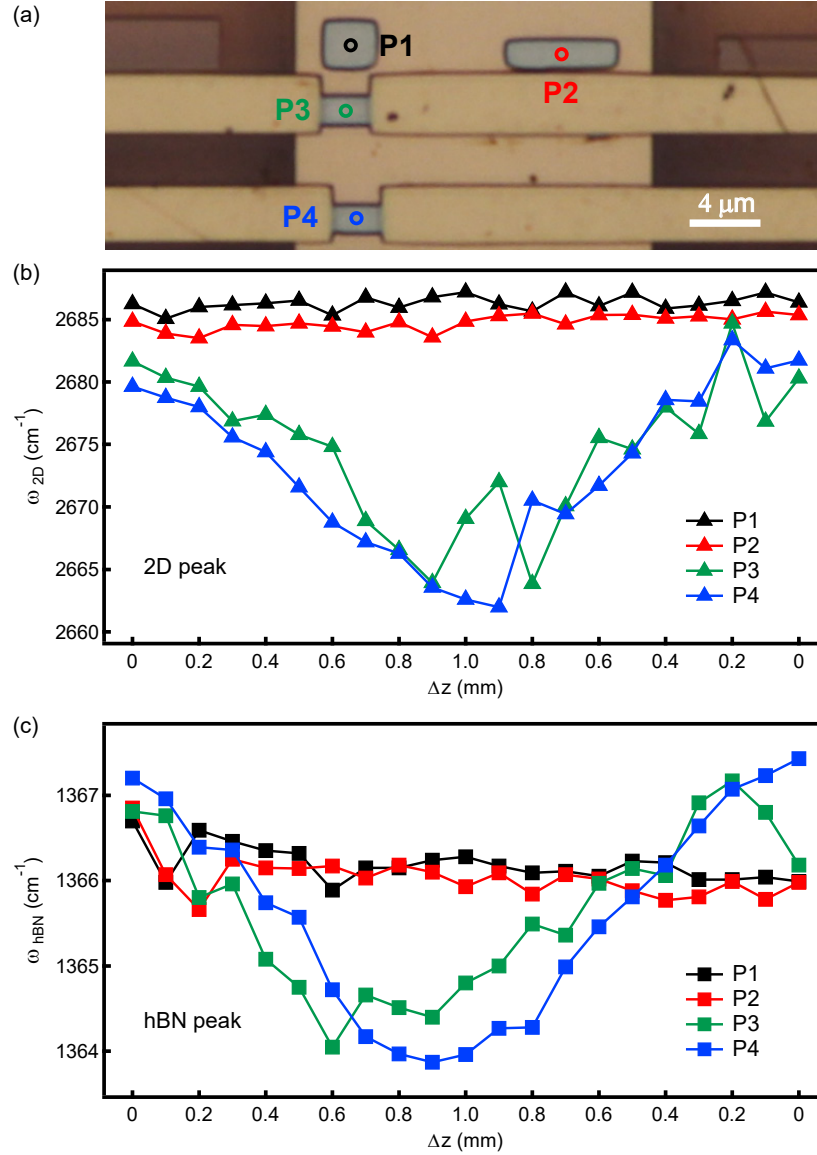 (a)
P1
P2
P3
P4
4 μm
(b)
2685
2680
2675
2670
2665
2660
ω 2D (cm⁻¹)
2D peak
P1
P2
P3
P4
0 0.2 0.4 0.6 0.8 1.0 0.8 0.6 0.4 0.2 0
Δz (mm)
(c)
1367
1366
1365
1364
ω hBN (cm⁻¹)
hBN peak
P1
P2
P3
P4
0 0.2 0.4 0.6 0.8 1.0 0.8 0.6 0.4 0.2 0
Δz (mm)